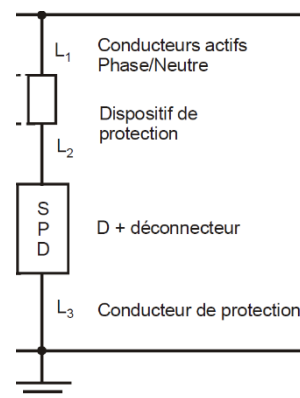 L1
Conducteurs actifs
Phase/Neutre
Dispositif de
protection
L2
S
P
D
D + déconnecteur
L3
Conducteur de protection